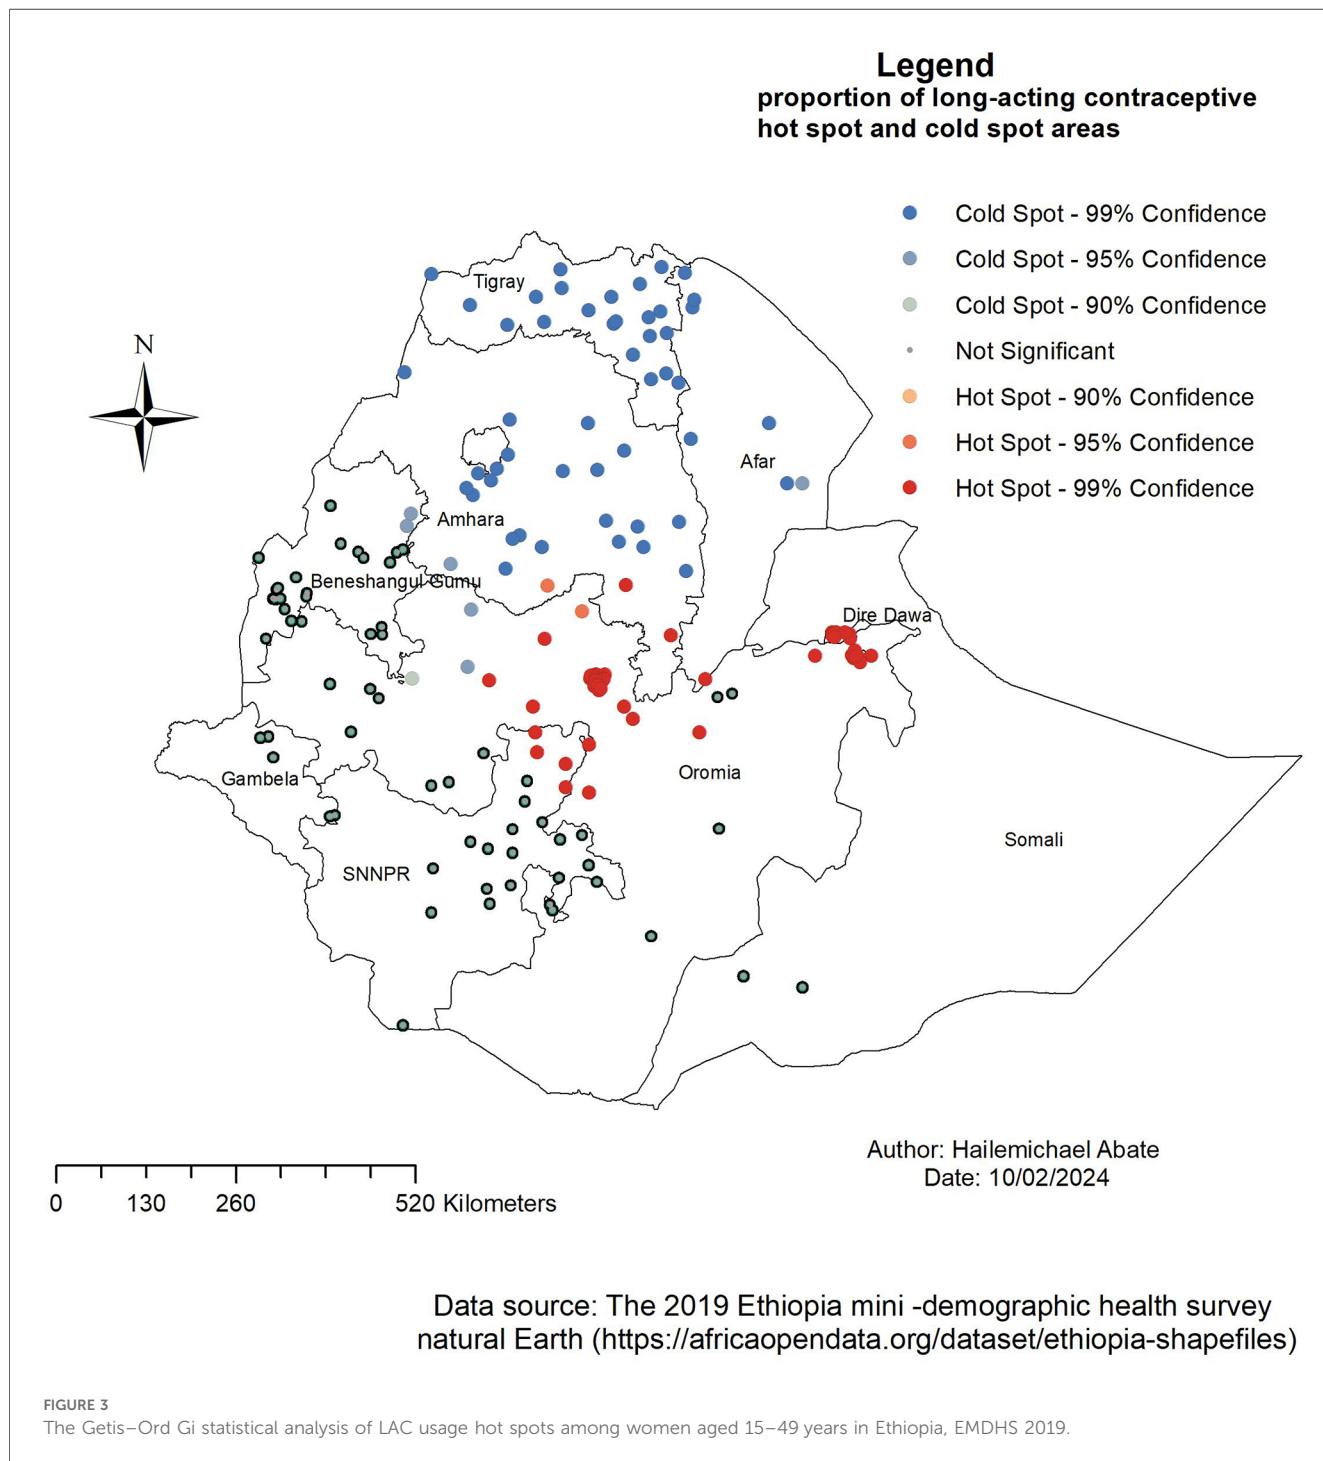 Legend
proportion of long-acting contraceptive
hot spot and cold spot areas
Cold Spot - 99% Confidence
Cold Spot - 95% Confidence
Cold Spot - 90% Confidence
Not Significant
Hot Spot - 90% Confidence
Hot Spot - 95% Confidence
Hot Spot - 99% Confidence
N
Tigray
Afar
Amhara
Beneshangul Gumu
Dire Dawa
Gambela
Oromia
Somali
SNNPR
Author: Hailemichael Abate
Date: 10/02/2024
0 130 260 520 Kilometers
Data source: The 2019 Ethiopia mini -demographic health survey
natural Earth (https://africaopendata.org/dataset/ethiopia-shapefiles)
FIGURE 3
The Getis–Ord Gi statistical analysis of LAC usage hot spots among women aged 15–49 years in Ethiopia, EMDHS 2019.